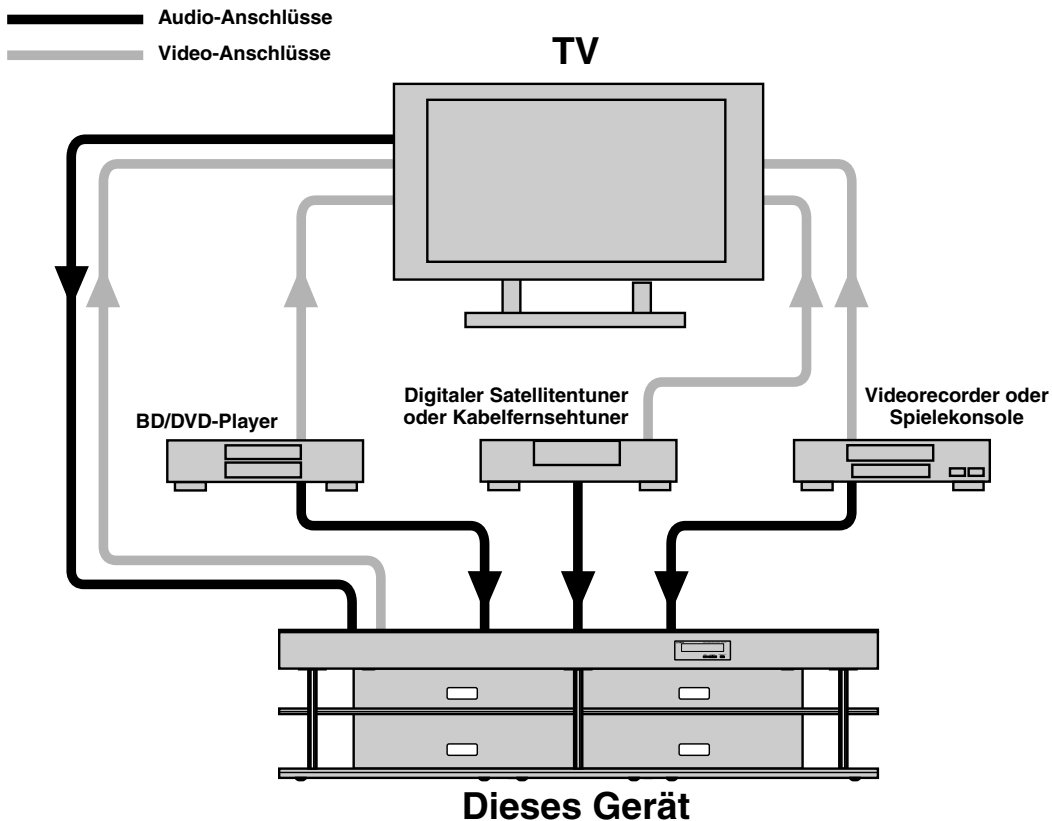 Audio-Anschlüsse
Video-Anschlüsse
TV
BD/DVD-Player
Digitaler Satellitentuner
oder Kabelfernsehtuner
Videorecorder oder
Spielekonsole
Dieses Gerät